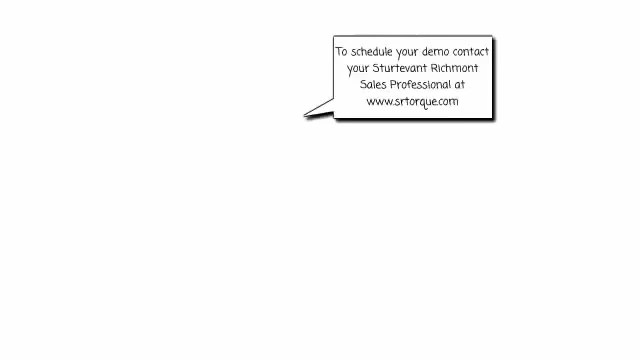 To schedule your demo contact
your Sturtevant Richmont
Sales Professional at
www.srtorque.com